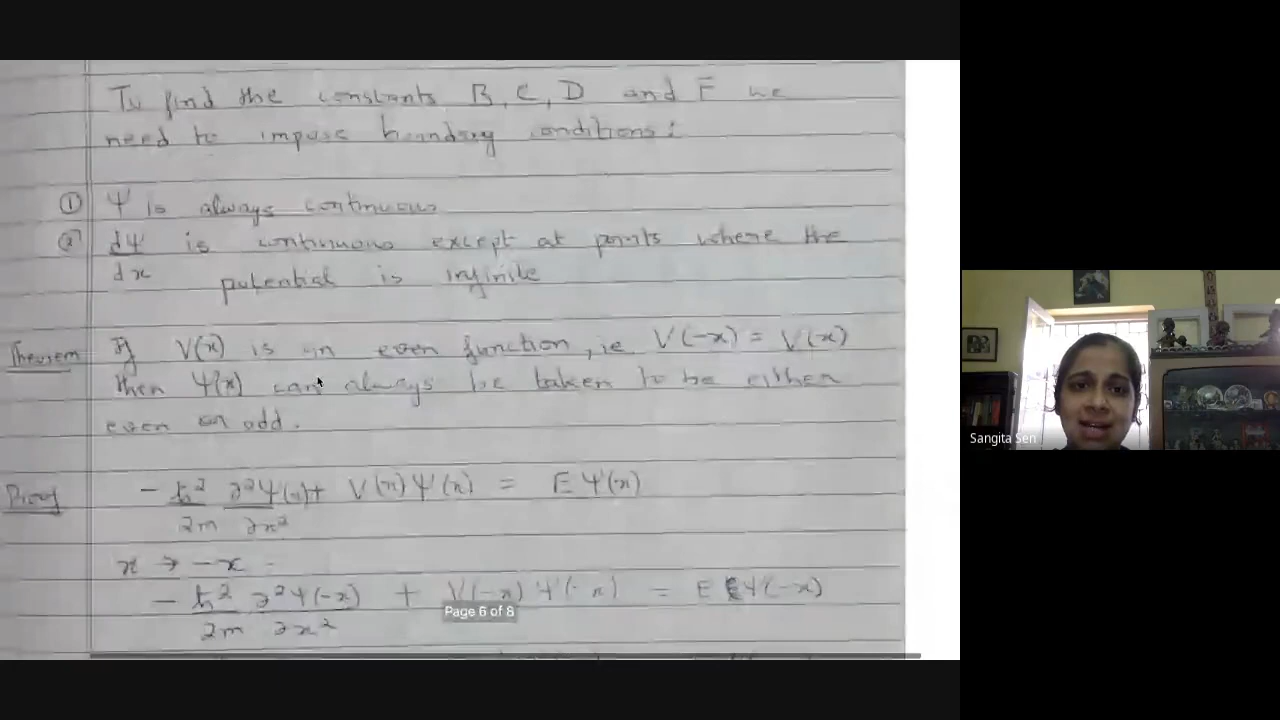 To find the constants B, C, D and F we
need to impose boundary conditions:
① Ψ is always continuous
② dΨ/dx is continuous except at points where the
potential is infinite
Theorem If V(x) is an even function, ie V(-x) = V(x)
then Ψ(x) can always be taken to be either
even or odd.
Proof - ħ²/2m ∂²Ψ(x)/∂x² + V(x)Ψ(x) = EΨ(x)
x → -x
- ħ²/2m ∂²Ψ(-x)/∂x² + V(-x)Ψ(-x) = E Ψ(-x)
Page 6 of 8
Sangita Sen